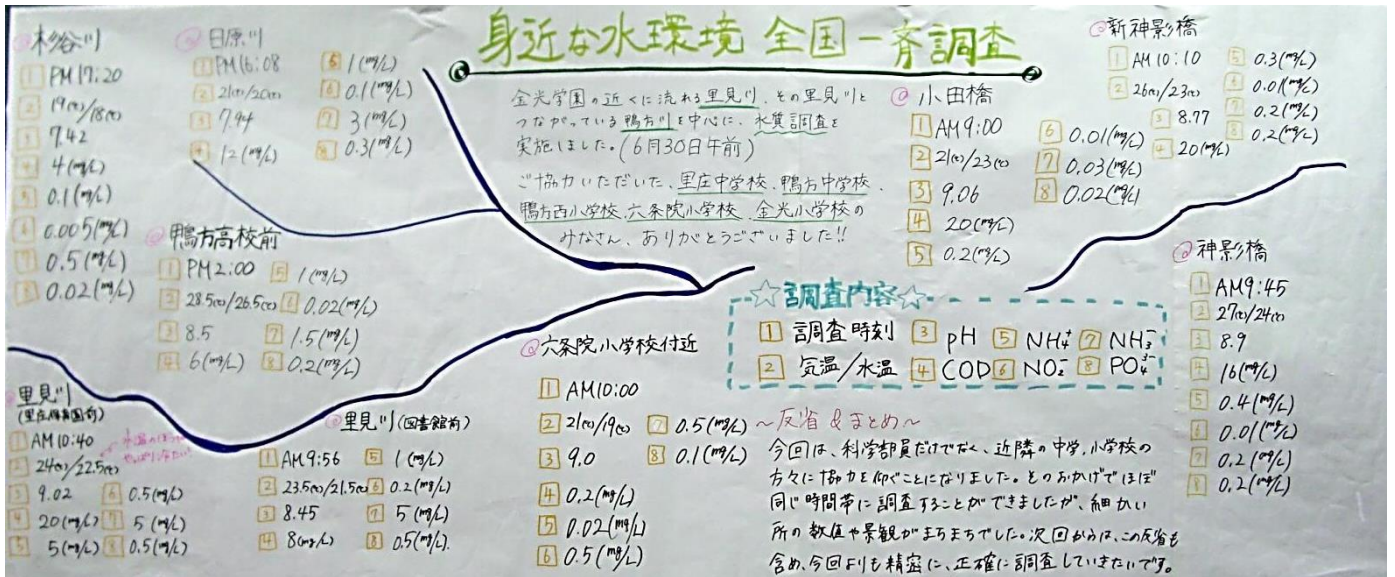 身近な水環境 全国一斉調査
金光学園の近くに流れる里見川、その里見川と
つながっている鴨方川を中心に、水質調査を
実施しました。(6月30日午前)
ご協力いただいた、里庄中学校、鴨方中学校、
鴨方西小学校、六条院小学校、金光小学校の
みなさん、ありがとうございました!!
@杉谷川
1 PM17:20
2 19(℃)/18(℃)
3 7.42
4 4(mg/L)
5 0.1(mg/L)
6 0.005(mg/L)
7 0.5(mg/L)
8 0.02(mg/L)
@日原川
1 PM16:08
2 21(℃)/20(℃)
3 7.94
4 12(mg/L)
5 1(mg/L)
6 0.1(mg/L)
7 3(mg/L)
8 0.3(mg/L)
@鴨方高校前
1 PM2:00
2 28.5(℃)/26.5(℃)
3 8.5
4 6(mg/L)
5 1(mg/L)
6 0.02(mg/L)
7 1.5(mg/L)
8 0.2(mg/L)
@小田橋
1 AM9:00
2 21(℃)/23(℃)
3 9.06
4 20(mg/L)
5 0.2(mg/L)
6 0.01(mg/L)
7 0.03(mg/L)
8 0.02(mg/L)
@新神影橋
1 AM10:10
2 26(℃)/23(℃)
3 8.77
4 20(mg/L)
5 0.3(mg/L)
6 0.01(mg/L)
7 0.2(mg/L)
8 0.2(mg/L)
@神影橋
1 AM9:45
2 27(℃)/24(℃)
3 8.9
4 16(mg/L)
5 0.4(mg/L)
6 0.01(mg/L)
7 0.2(mg/L)
8 0.2(mg/L)
☆調査内容☆
1 調査時刻 3 pH 5 NH₄⁺ 7 NH₃⁻
2 気温/水温 4 COD 6 NO₂⁻ 8 PO₄³⁻
@里見川
(里庄保育園前)
1 AM10:40
2 24(℃)/22.5(℃)
3 9.02
4 20(mg/L)
5 5(mg/L)
6 0.5(mg/L)
7 5(mg/L)
8 0.5(mg/L)
@里見川(図書館前)
1 AM9:56
2 23.5(℃)/21.5(℃)
3 8.45
4 8(mg/L)
5 1(mg/L)
6 0.2(mg/L)
7 5(mg/L)
8 0.5(mg/L).
@六条院小学校付近
1 AM10:00
2 21(℃)/19(℃)
3 9.0
4 0.2(mg/L)
5 0.02(mg/L)
6 0.5(mg/L)
7 0.5(mg/L)
8 0.1(mg/L)
～反省&まとめ～
今回は、科学部員だけでなく、近隣の中学、小学校の
方々に協力を仰ぐことになりました。そのおかげでほぼ
同じ時間帯に調査することができましたが、細かい
所の数値や景観がまちまちでした。次回からは、この反省も
含め、今回よりも精密に、正確に調査していきたいです。